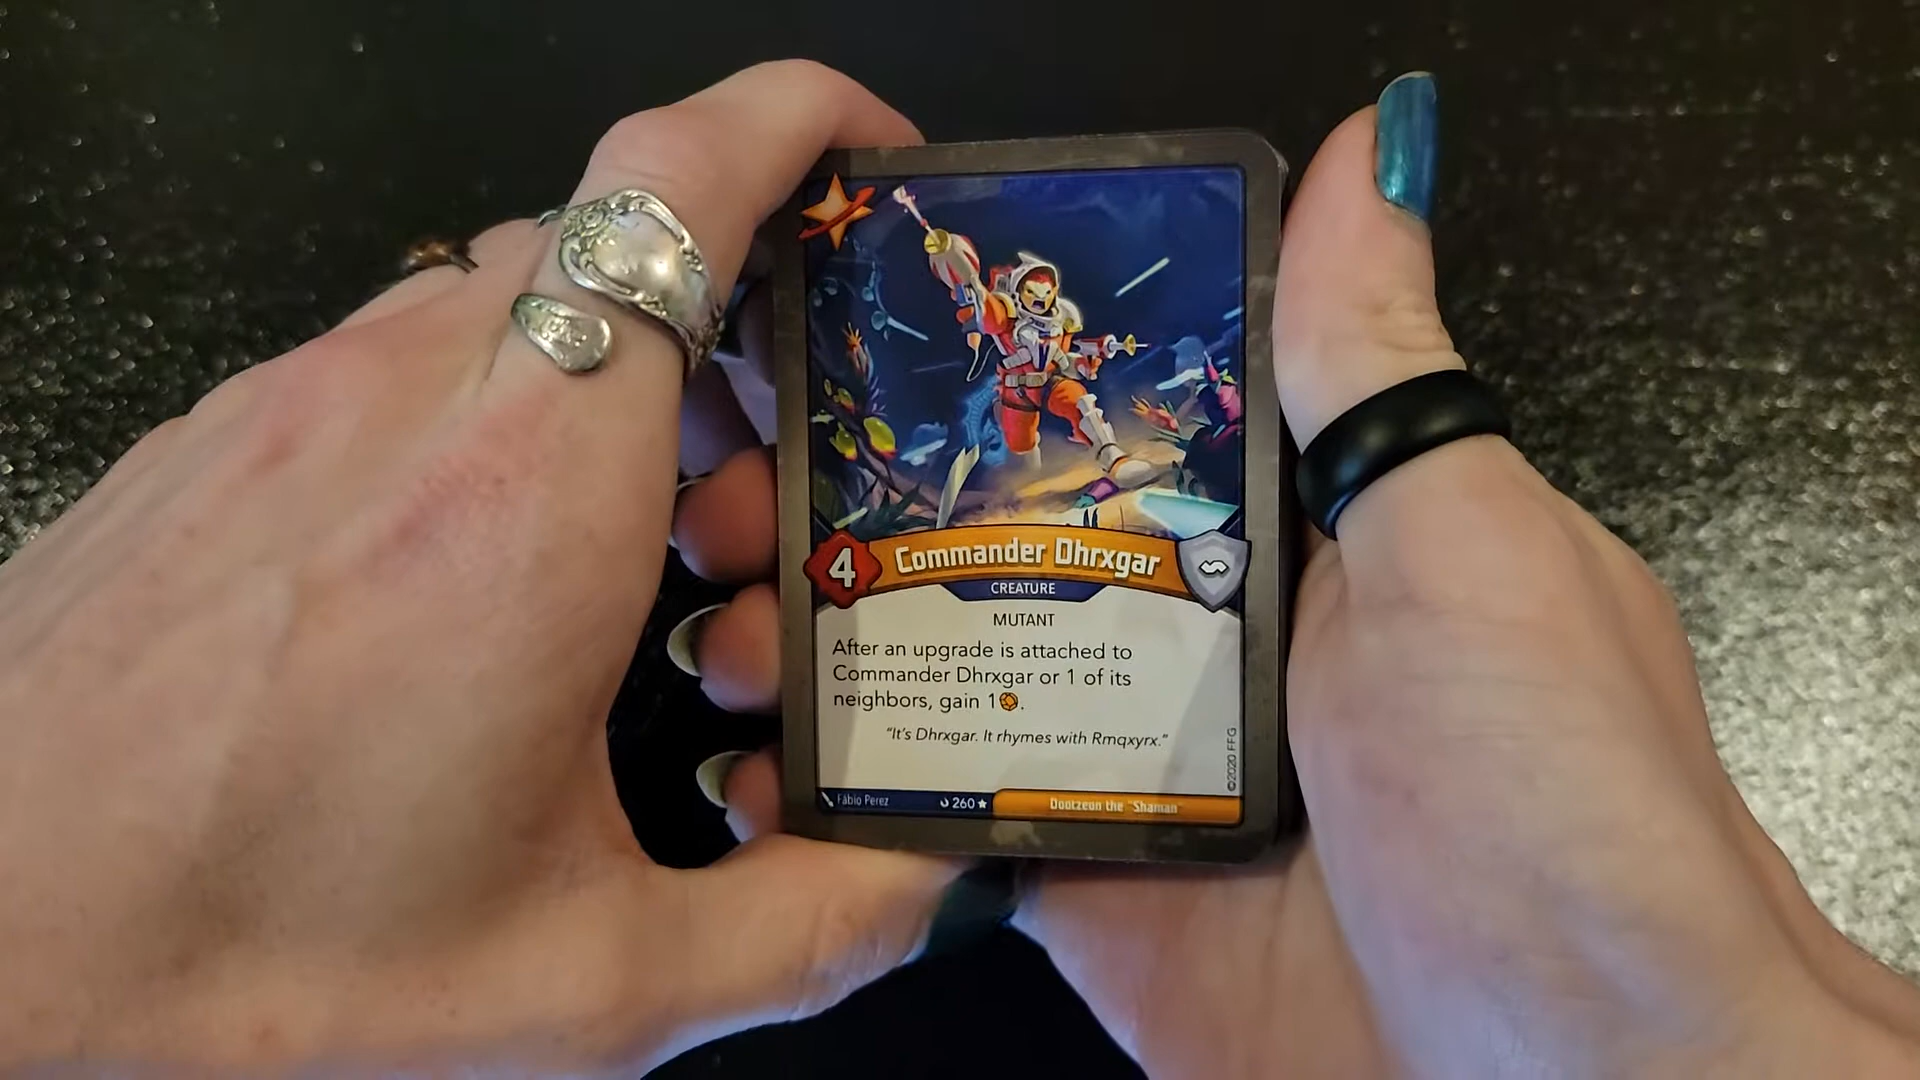 4
Commander Dhrxgar
CREATURE
MUTANT
After an upgrade is attached to
Commander Dhrxgar or 1 of its
neighbors, gain 1
.
"It's Dhrxgar. It rhymes with Rmqxyrx."
©2020 FFG
Fábio Perez
260
Dootzeon the "Shaman"